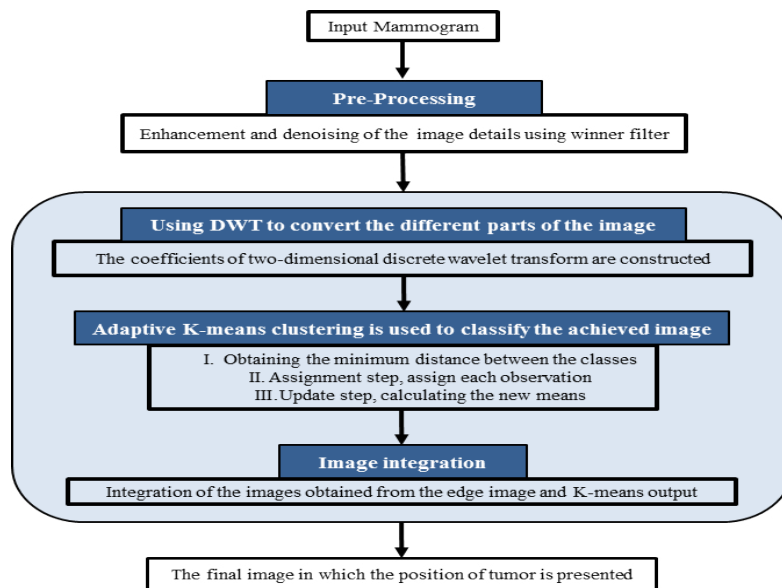 Input Mammogram
Pre-Processing
Enhancement and denoising of the image details using winner filter
Using DWT to convert the different parts of the image
The coefficients of two-dimensional discrete wavelet transform are constructed
Adaptive K-means clustering is used to classify the achieved image
I. Obtaining the minimum distance between the classes
II. Assignment step, assign each observation
III. Update step, calculating the new means
Image integration
Integration of the images obtained from the edge image and K-means output
The final image in which the position of tumor is presented